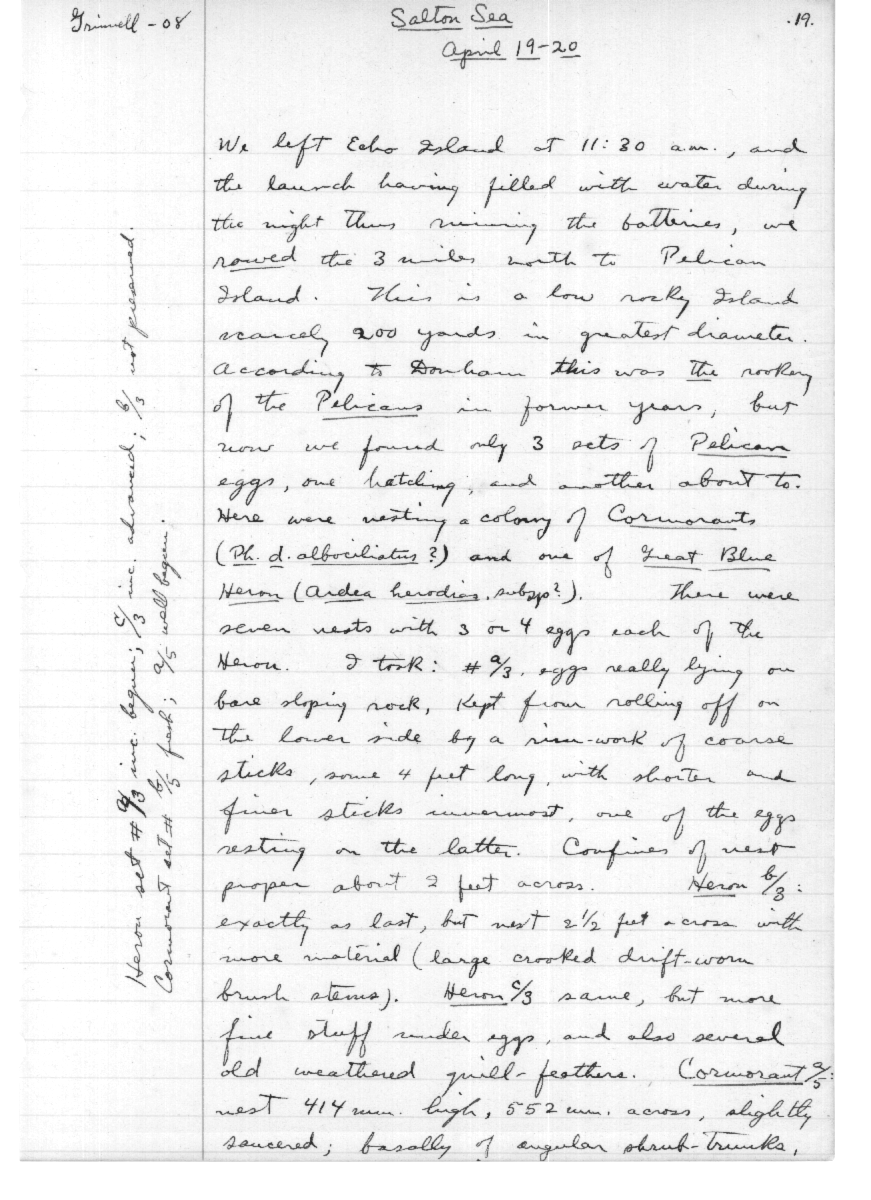 Grinnell - 08
Salton Sea
.19.
April 19-20
We left Echo Island at 11:30 a.m., and
the launch having filled with water during
the night thus ruining the batteries, we
rowed the 3 miles north to Pelican
Island. This is a low rocky Island
scarcely 200 yards in greatest diameter.
According to Donham this was the rookery
of the Pelicans in former years, but
now we found only 3 sets of Pelican
eggs, one hatching, and another about to.
Here were nesting a colony of Cormorants
(Ph. d. albociliatus?) and one of Great Blue
Heron (Ardea herodias, subsp?). There were
seven nests with 3 or 4 eggs each of the
Heron. I took: # a/3, eggs really lying on
bare sloping rock, kept from rolling off on
the lower side by a rim-work of coarse
sticks, some 4 feet long, with shorter and
finer sticks innermost, one of the eggs
resting on the latter. Confines of nest
proper about 2 feet across. Heron b/3:
exactly as last, but nest 2 1/2 feet across with
more material (large crooked drift-worn
brush stems). Heron c/3 same, but more
fine stuff under eggs, and also several
old weathered quill-feathers. Cormorant a/5:
nest 414 mm. high, 552 mm. across, slightly
saucered; basally of angular shrub-trunks,
Heron set # a/3 inc. begun; c/3 inc. advanced; b/3 not preserved.
Cormorant set # b/5 fresh; a/5 well begun.